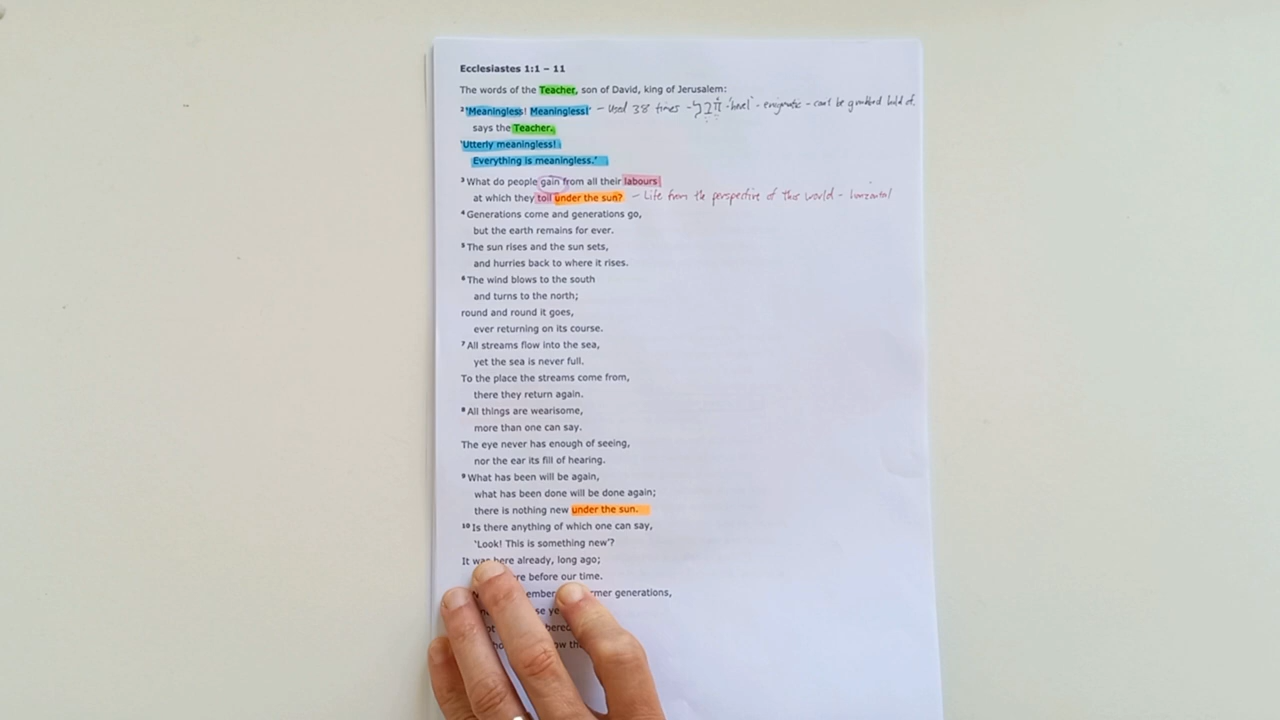 Ecclesiastes 1:1 – 11
The words of the Teacher, son of David, king of Jerusalem:
²'Meaningless! Meaningless!' – Used 38 times - הבל - 'hevel' - enigmatic - can't be grabbed hold of.
says the Teacher.
'Utterly meaningless!
Everything is meaningless.'
³What do people gain from all their labours
at which they toil under the sun? – Life from the perspective of this world - horizontal
⁴Generations come and generations go,
but the earth remains for ever.
⁵The sun rises and the sun sets,
and hurries back to where it rises.
⁶The wind blows to the south
and turns to the north;
round and round it goes,
ever returning on its course.
⁷All streams flow into the sea,
yet the sea is never full.
To the place the streams come from,
there they return again.
⁸All things are wearisome,
more than one can say.
The eye never has enough of seeing,
nor the ear its fill of hearing.
⁹What has been will be again,
what has been done will be done again;
there is nothing new under the sun.
¹⁰Is there anything of which one can say,
'Look! This is something new'?
It was here already, long ago;
before our time.
generations,